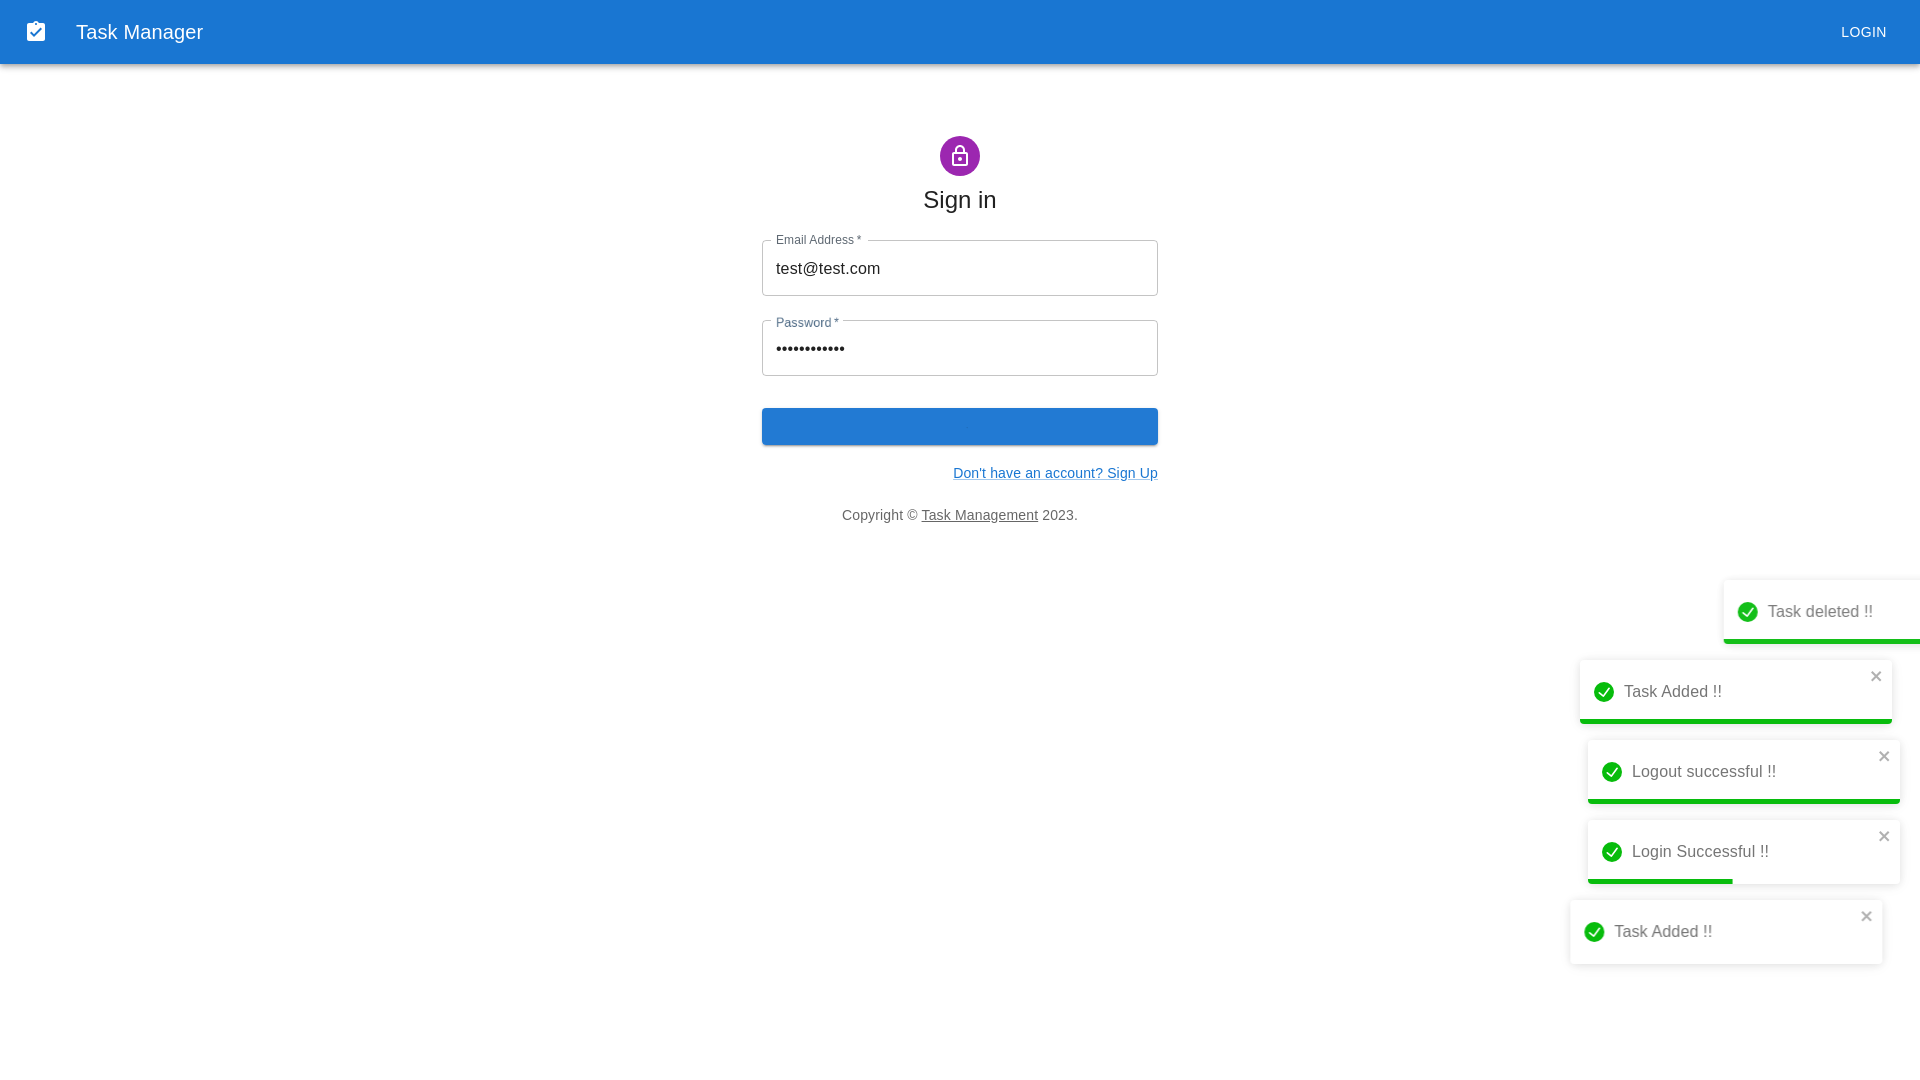 Task Manager
LOGIN
Sign in
Email Address *
test@test.com
Password *
••••••••••••
Don't have an account? Sign Up
Copyright © Task Management 2023.
Task deleted !!
Task Added !!
Logout successful !!
Login Successful !!
Task Added !!